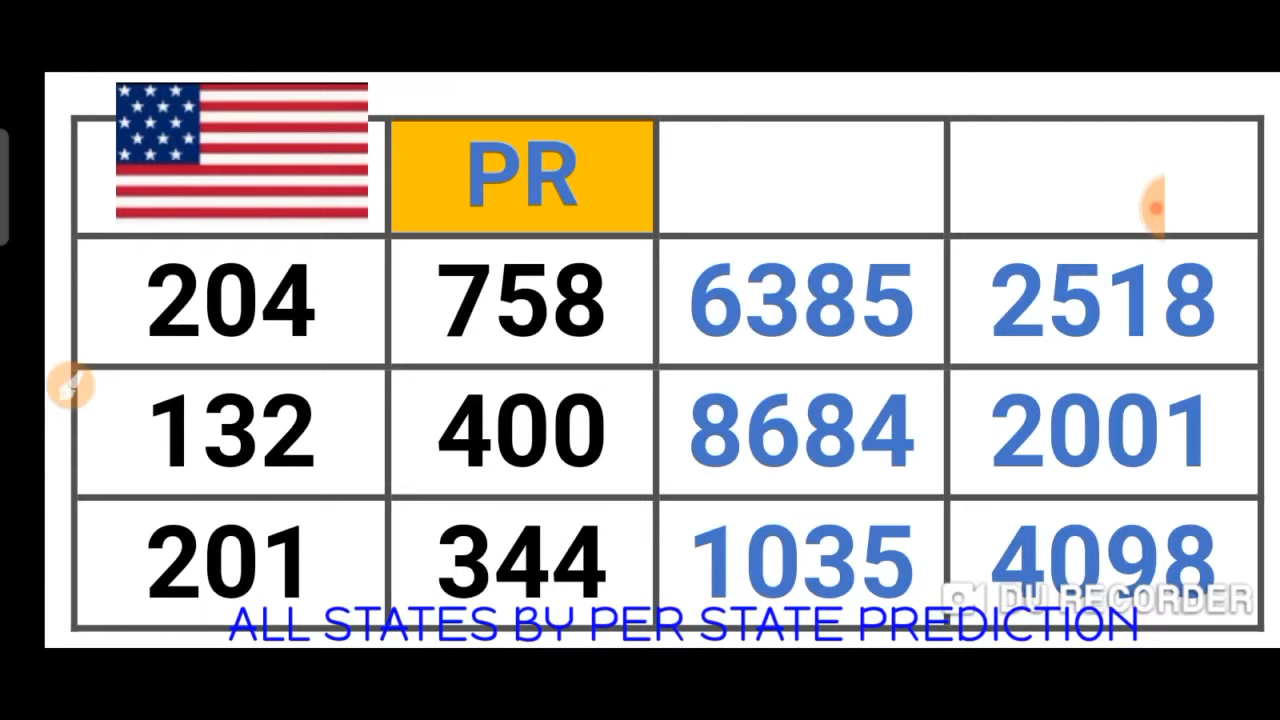 PR
204 758 6385 2518
132 400 8684 2001
201 344 1035 4098
DU RECORDER
ALL STATES BY PER STATE PREDICTION